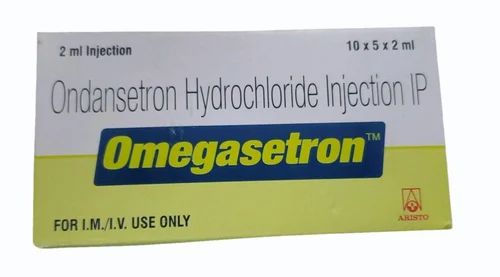 2 ml Injection 10 x 5 x 2 ml
Ondansetron Hydrochloride Injection IP
Omegasetron™
FOR I.M./I.V. USE ONLY
ARISTO